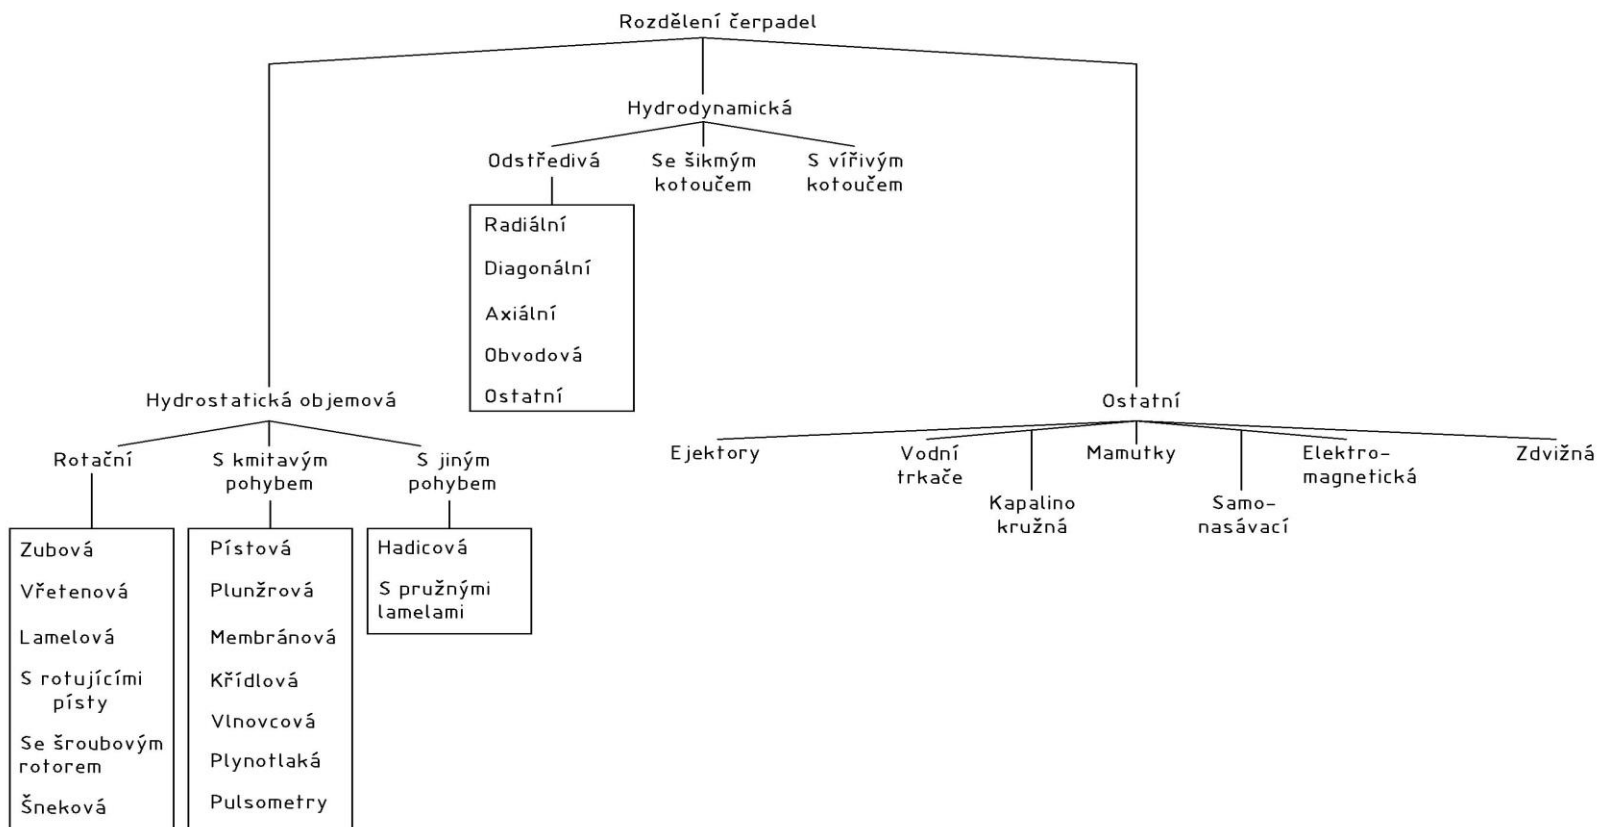 Rozdělení čerpadel
Hydrodynamická
Odstředivá
Se šikmým
kotoučem
S vířivým
kotoučem
Radiální
Diagonální
Axiální
Obvodová
Ostatní
Hydrostatická objemová
Rotační
S kmitavým
pohybem
S jiným
pohybem
Zubová
Vřetenová
Lamelová
S rotujícími
písty
Se šroubovým
rotorem
Šneková
Pístová
Plunžrová
Membránová
Křídlová
Vlnovcová
Plynotlaká
Pulsometry
Hadicová
S pružnými
lamelami
Ostatní
Ejektory
Vodní
trkače
Kapalino
kružná
Mamutky
Samo-
nasávací
Elektro-
magnetická
Zdvižná